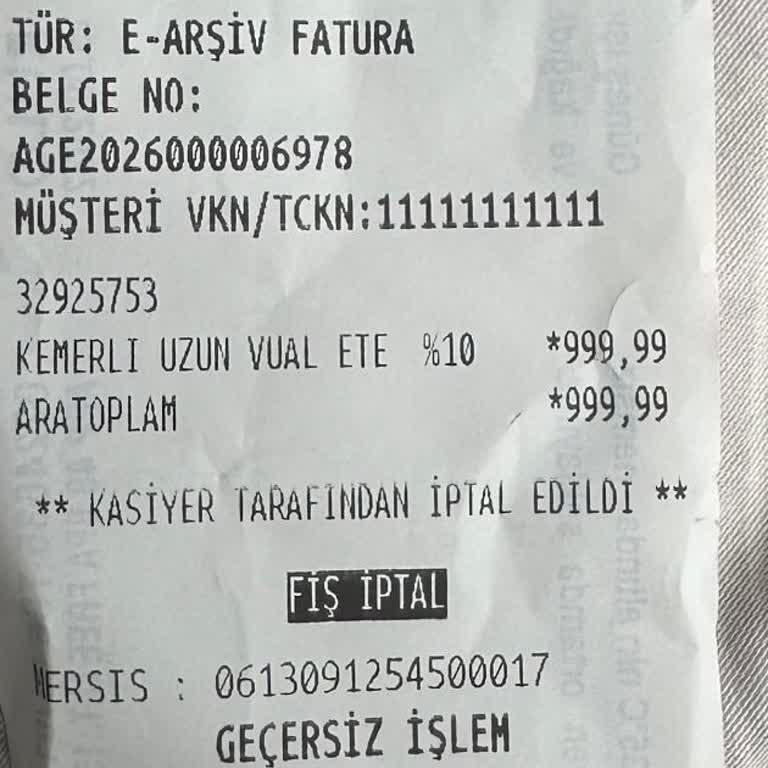 TÜR: E-ARŞİV FATURA
BELGE NO:
AGE2026000006978
MÜŞTERİ VKN/TCKN:11111111111
32925753
KEMERLI UZUN VUAL ETE %10 *999,99
ARATOPLAM *999,99
** KASİYER TARAFINDAN İPTAL EDİLDİ **
FİŞ İPTAL
MERSIS : 0613091254500017
GEÇERSİZ İŞLEM